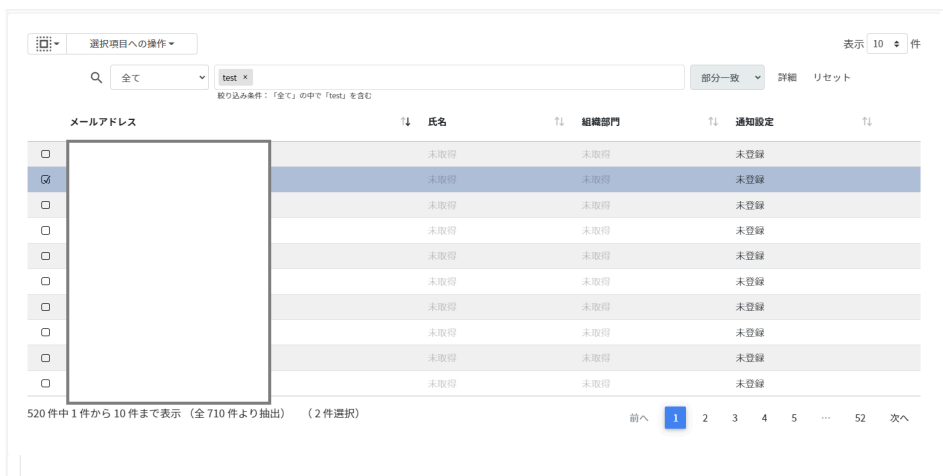 選択項目への操作
表示 10 件
全て test × 部分一致 詳細 リセット
絞り込み条件：「全て」の中で「test」を含む
メールアドレス 氏名 組織部門 通知設定
未取得 未取得 未登録
未取得 未取得 未登録
未取得 未取得 未登録
未取得 未取得 未登録
未取得 未取得 未登録
未取得 未取得 未登録
未取得 未取得 未登録
未取得 未取得 未登録
未取得 未取得 未登録
未取得 未取得 未登録
520 件中 1 件から 10 件まで表示 （全 710 件より抽出） （ 2 件選択）
前へ 1 2 3 4 5 … 52 次へ